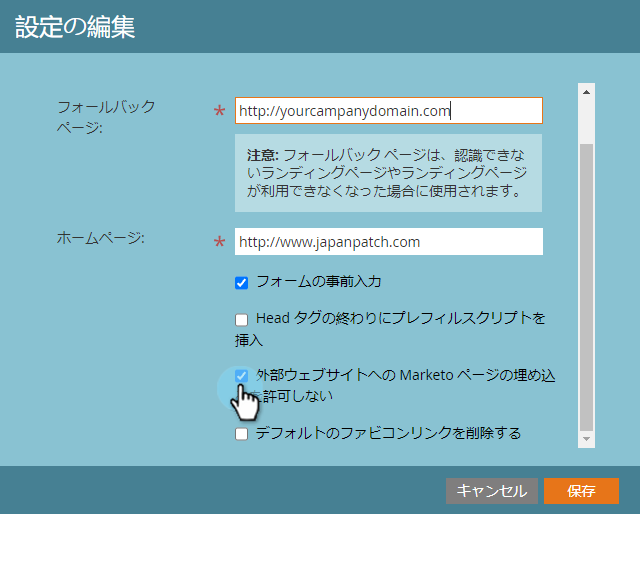 設定の編集
フォールバック
ページ:
* http://yourcampanydomain.com
注意: フォールバック ページは、認識できな
いランディングページやランディングページ
が利用できなくなった場合に使用されます。
ホームページ:
* http://www.japanpatch.com
フォームの事前入力
Head タグの終わりにプレフィルスクリプトを
挿入
外部ウェブサイトへの Marketo ページの埋め込
を許可しない
デフォルトのファビコンリンクを削除する
キャンセル 保存